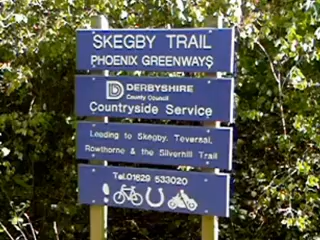 SKEGBY TRAIL
PHOENIX GREENWAYS
DERBYSHIRE
County Council
Countryside Service
Leading to Skegby, Teversal,
Rowthorne & the Silverhill Trail
Tel.01629 533020